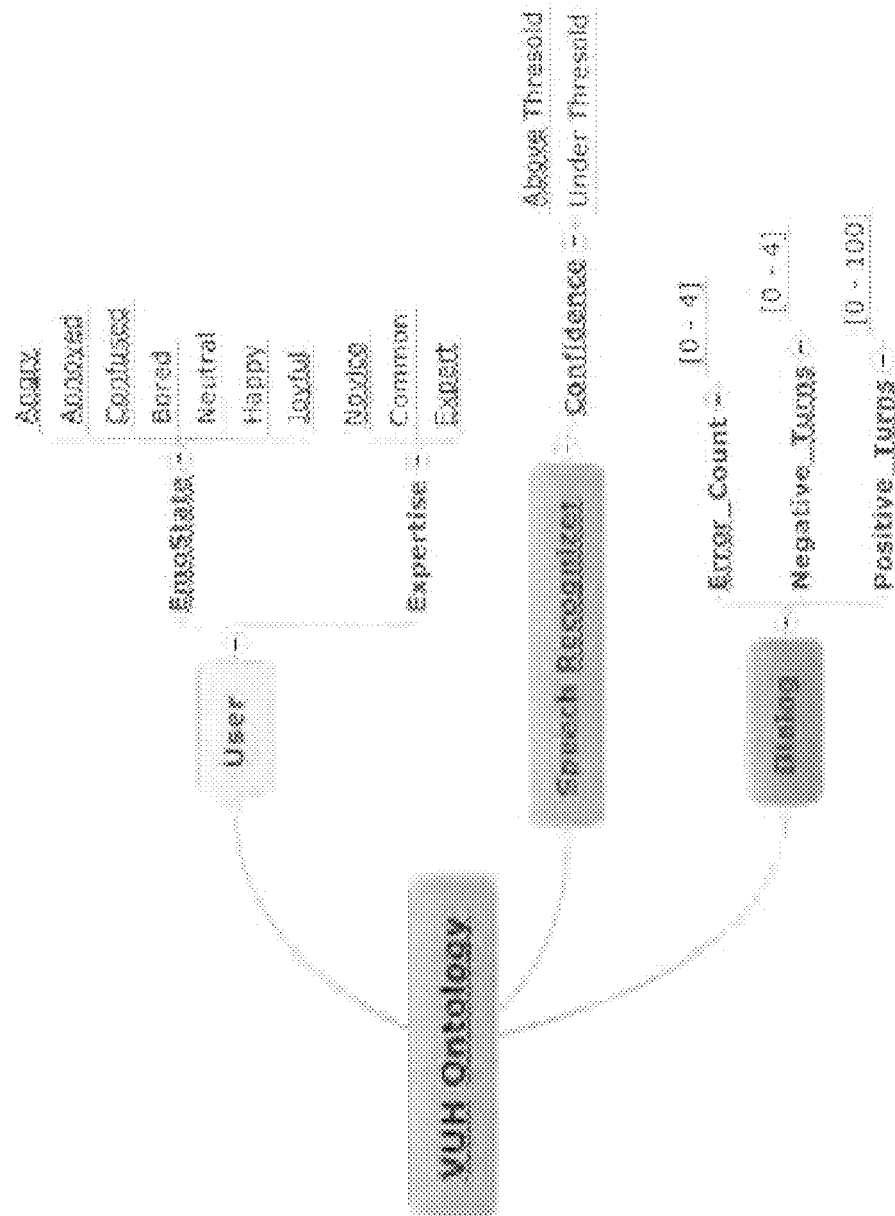 VUH Ontology
User
EmoState
Angry
Annoyed
Confused
Bored
Neutral
Happy
Joyful
Expertise
Novice
Common
Expert
Speech Recognizer
Confidence
Above Thresold
Under Thresold
Dialog
Error_Count
[0 - 4]
Negative_Turns
[0 - 4]
Positive_Turns
[0 - 100]